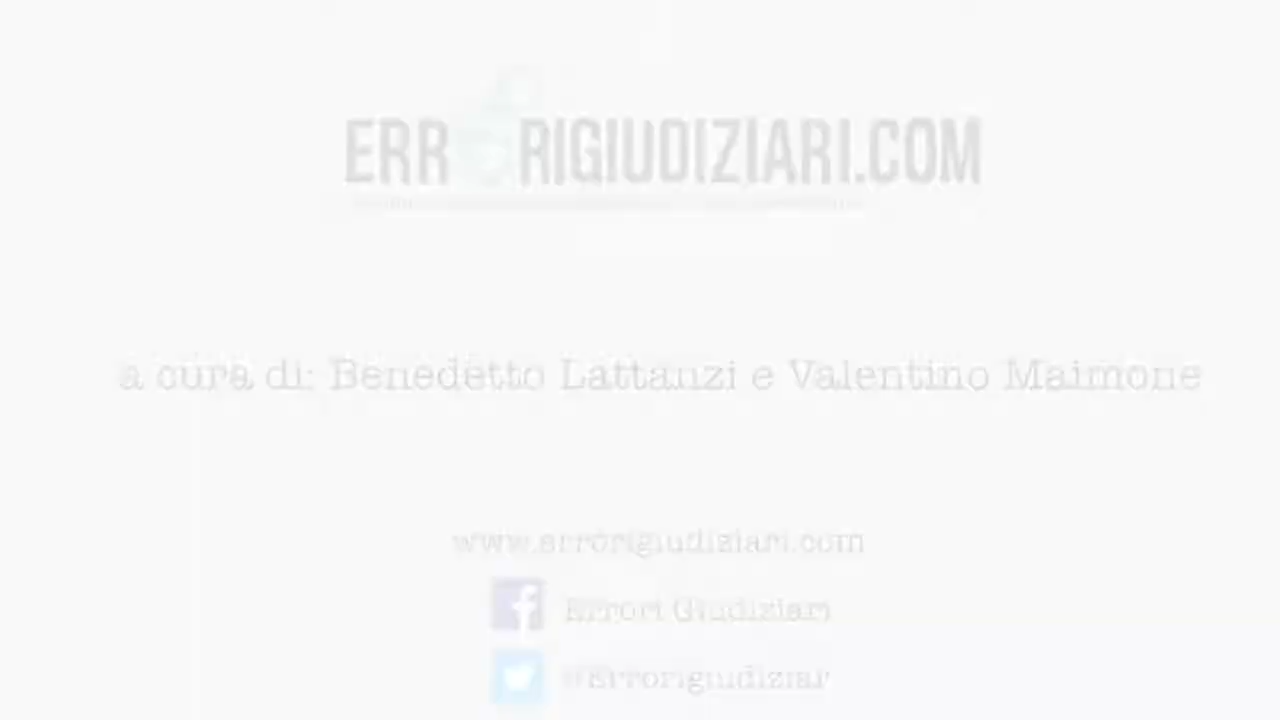 ERRORIGIUDIZIARI.COM
a cura di: Benedetto Lattanzi e Valentino Maimone
www.errorigiudiziari.com
Errori Giudiziari
@Errorigiudiziar